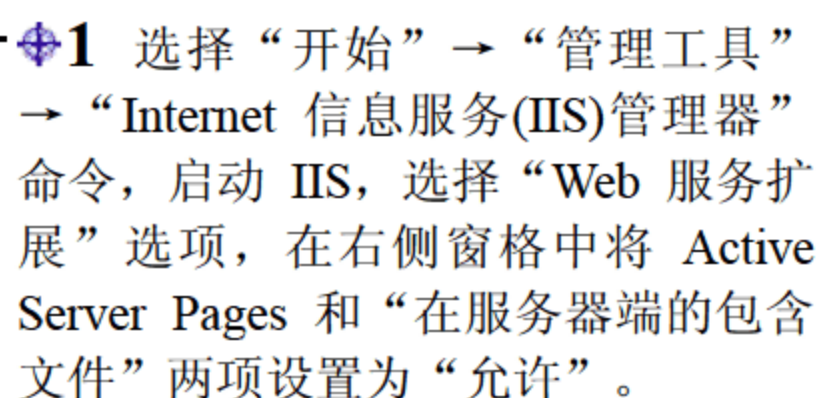 1 选择“开始”→“管理工具”
→“Internet 信息服务(IIS)管理器”
命令，启动 IIS，选择“Web 服务扩
展”选项，在右侧窗格中将 Active
Server Pages 和“在服务器端的包含
文件”两项设置为“允许”。